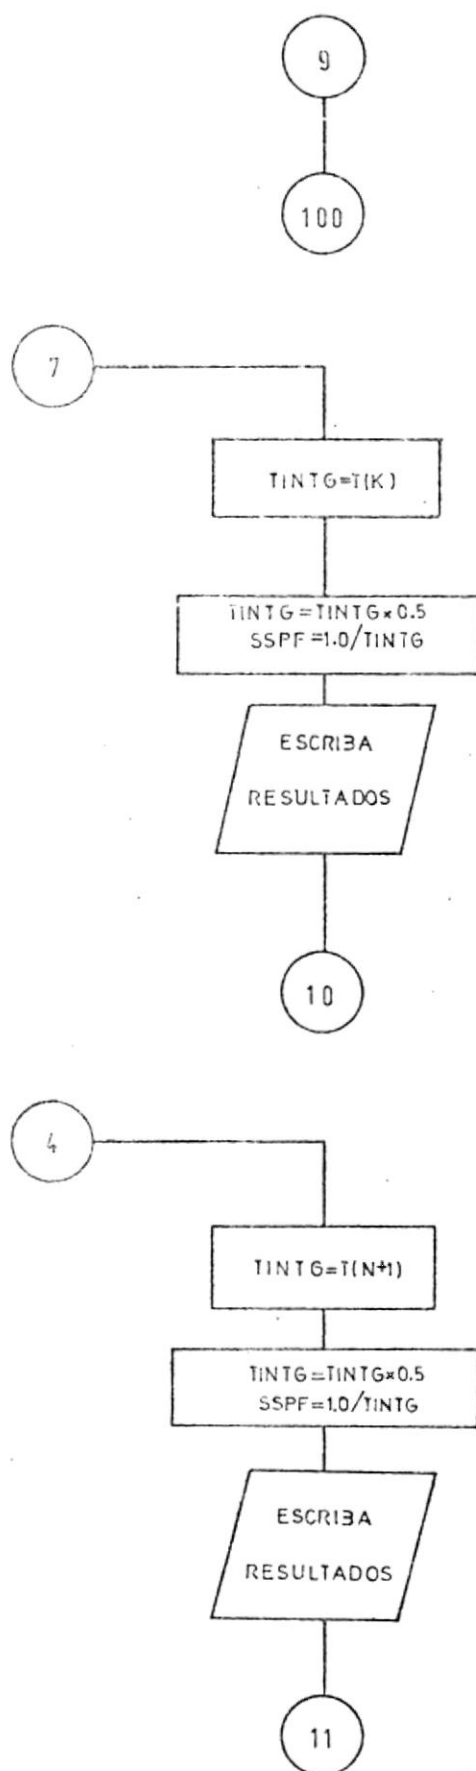 9
100
7
TINTG=T(K)
TINTG=TINTG×0.5
SSPF=1.0/TINTG
ESCRIBA
RESULTADOS
10
4
TINTG=T(N+1)
TINTG=TINTG×0.5
SSPF=1.0/TINTG
ESCRIBA
RESULTADOS
11